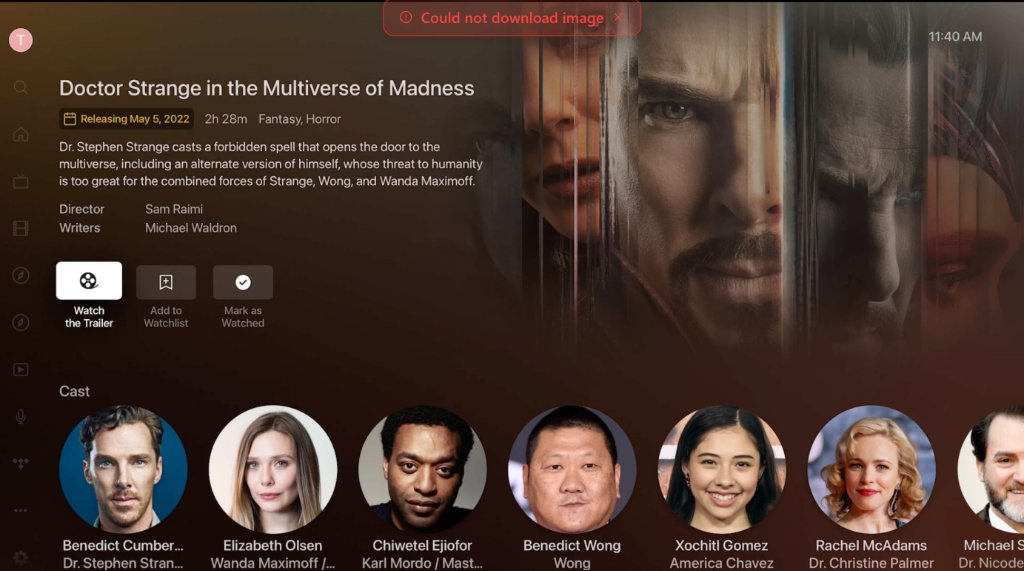 Could not download image
T
11:40 AM
Doctor Strange in the Multiverse of Madness
Releasing May 5, 2022 2h 28m Fantasy, Horror
Dr. Stephen Strange casts a forbidden spell that opens the door to the
multiverse, including an alternate version of himself, whose threat to humanity
is too great for the combined forces of Strange, Wong, and Wanda Maximoff.
Director Sam Raimi
Writers Michael Waldron
Watch
the Trailer
Add to
Watchlist
Mark as
Watched
Cast
Benedict Cumber...
Dr. Stephen Stran...
Elizabeth Olsen
Wanda Maximoff /...
Chiwetel Ejiofor
Karl Mordo / Mast...
Benedict Wong
Wong
Xochitl Gomez
America Chavez
Rachel McAdams
Dr. Christine Palmer
Michael S
Dr. Nicode